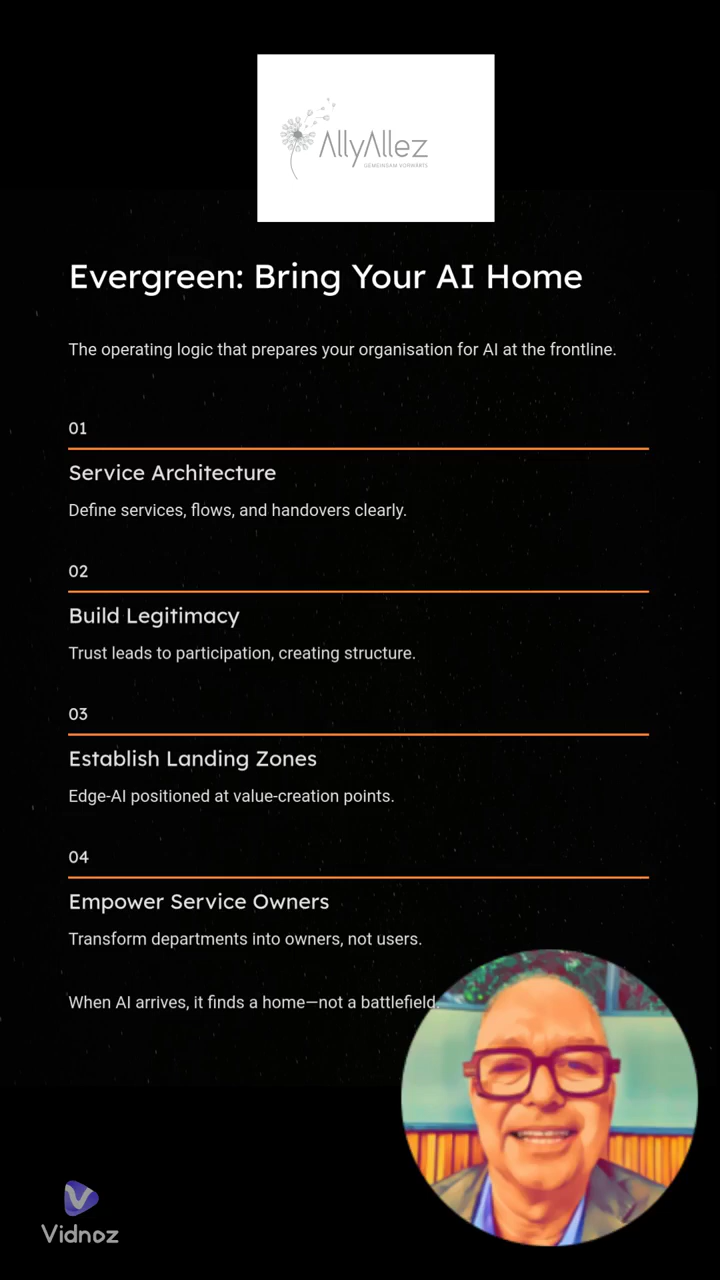 AllyAllez
GEMEINSAM VORWÄRTS
Evergreen: Bring Your AI Home
The operating logic that prepares your organisation for AI at the frontline.
01
Service Architecture
Define services, flows, and handovers clearly.
02
Build Legitimacy
Trust leads to participation, creating structure.
03
Establish Landing Zones
Edge-AI positioned at value-creation points.
04
Empower Service Owners
Transform departments into owners, not users.
When AI arrives, it finds a home—not a battlefield.
Vidnoz